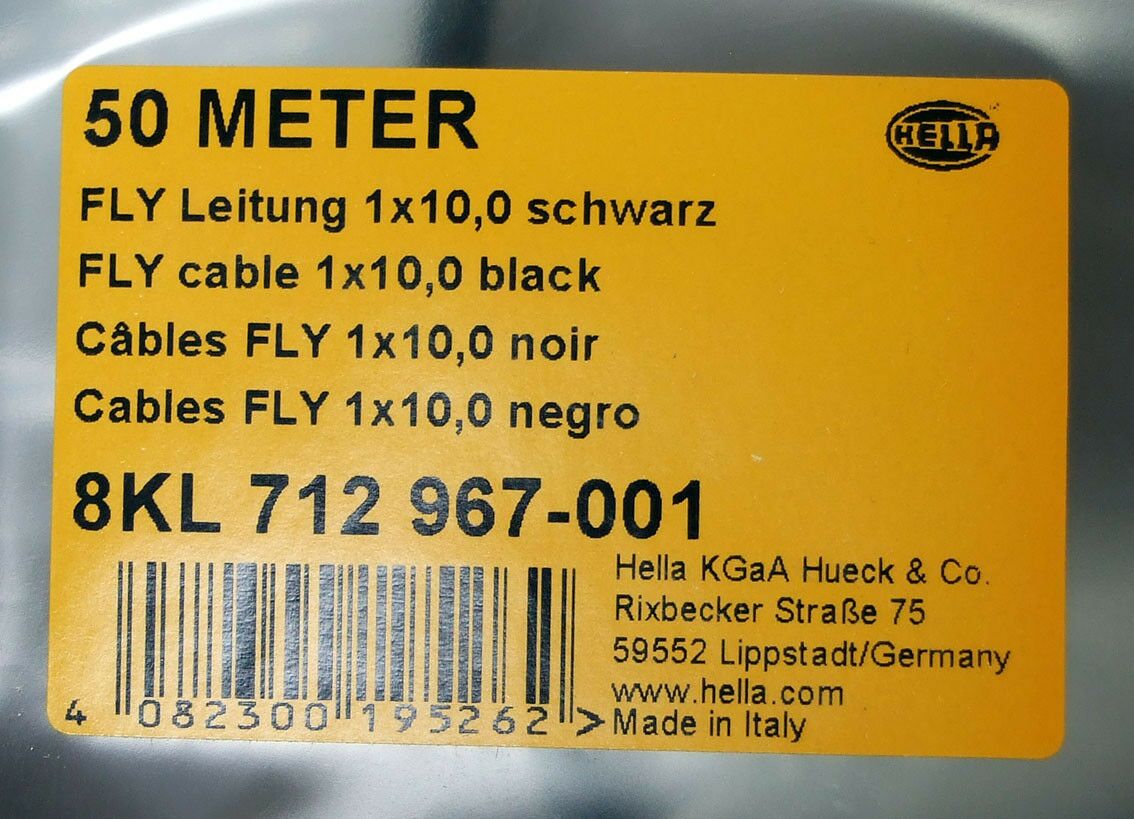 50 METER
HELLA
FLY Leitung 1x10,0 schwarz
FLY cable 1x10,0 black
Câbles FLY 1x10,0 noir
Cables FLY 1x10,0 negro
8KL 712 967-001
Hella KGaA Hueck & Co.
Rixbecker Straße 75
59552 Lippstadt/Germany
www.hella.com
Made in Italy
4 082300 195262 >